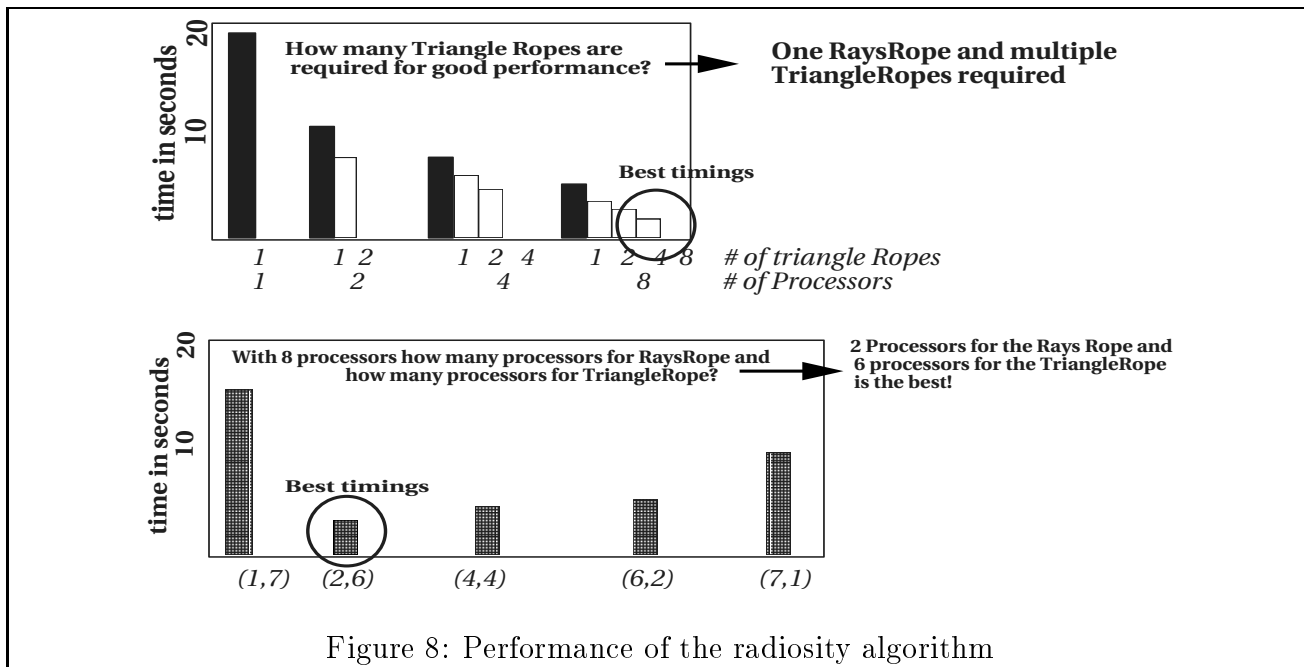 20
10
time in seconds
How many Triangle Ropes are
required for good performance?
One RaysRope and multiple
TriangleRopes required
Best timings
1 1 2 1 2 4 1 2 4 8 # of triangle Ropes
1 2 4 8 # of Processors
20
10
time in seconds
With 8 processors how many processors for RaysRope and
how many processors for TriangleRope?
2 Processors for the Rays Rope and
6 processors for the TriangleRope
is the best!
Best timings
(1,7) (2,6) (4,4) (6,2) (7,1)
Figure 8: Performance of the radiosity algorithm